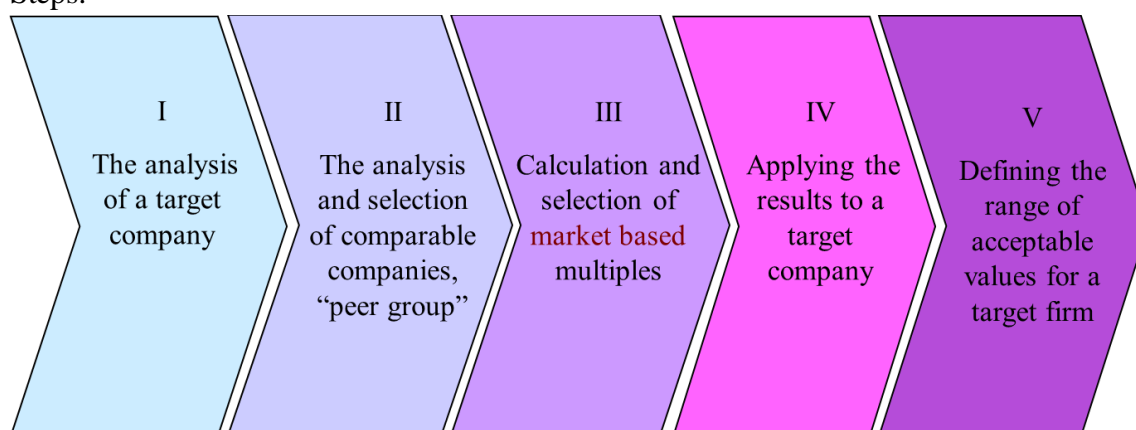 Steps:
I
The analysis
of a target
company
II
The analysis
and selection
of comparable
companies,
“peer group”
III
Calculation and
selection of
market based
multiples
IV
Applying the
results to a
target
company
V
Defining the
range of
acceptable
values for a
target firm